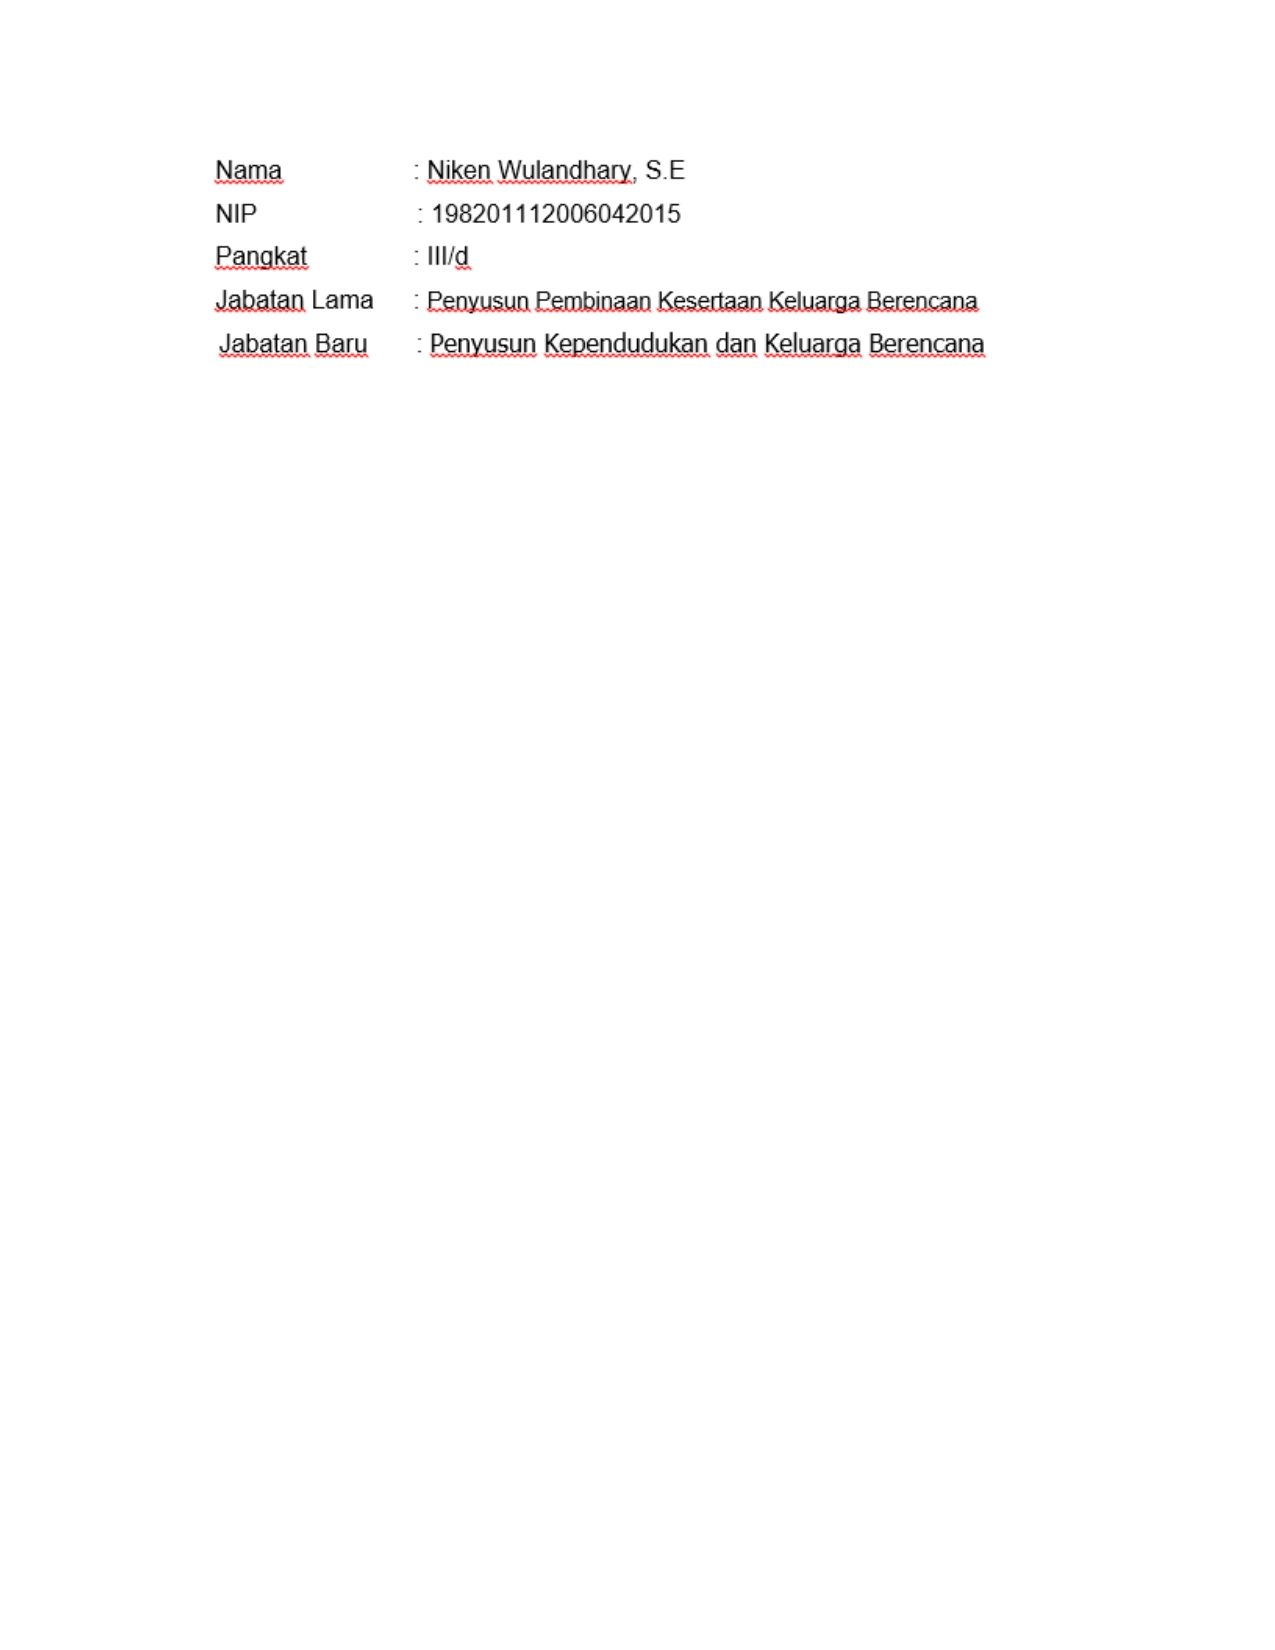 Nama : Niken Wulandhary, S.E
NIP : 198201112006042015
Pangkat : III/d
Jabatan Lama : Penyusun Pembinaan Kesertaan Keluarga Berencana
Jabatan Baru : Penyusun Kependudukan dan Keluarga Berencana